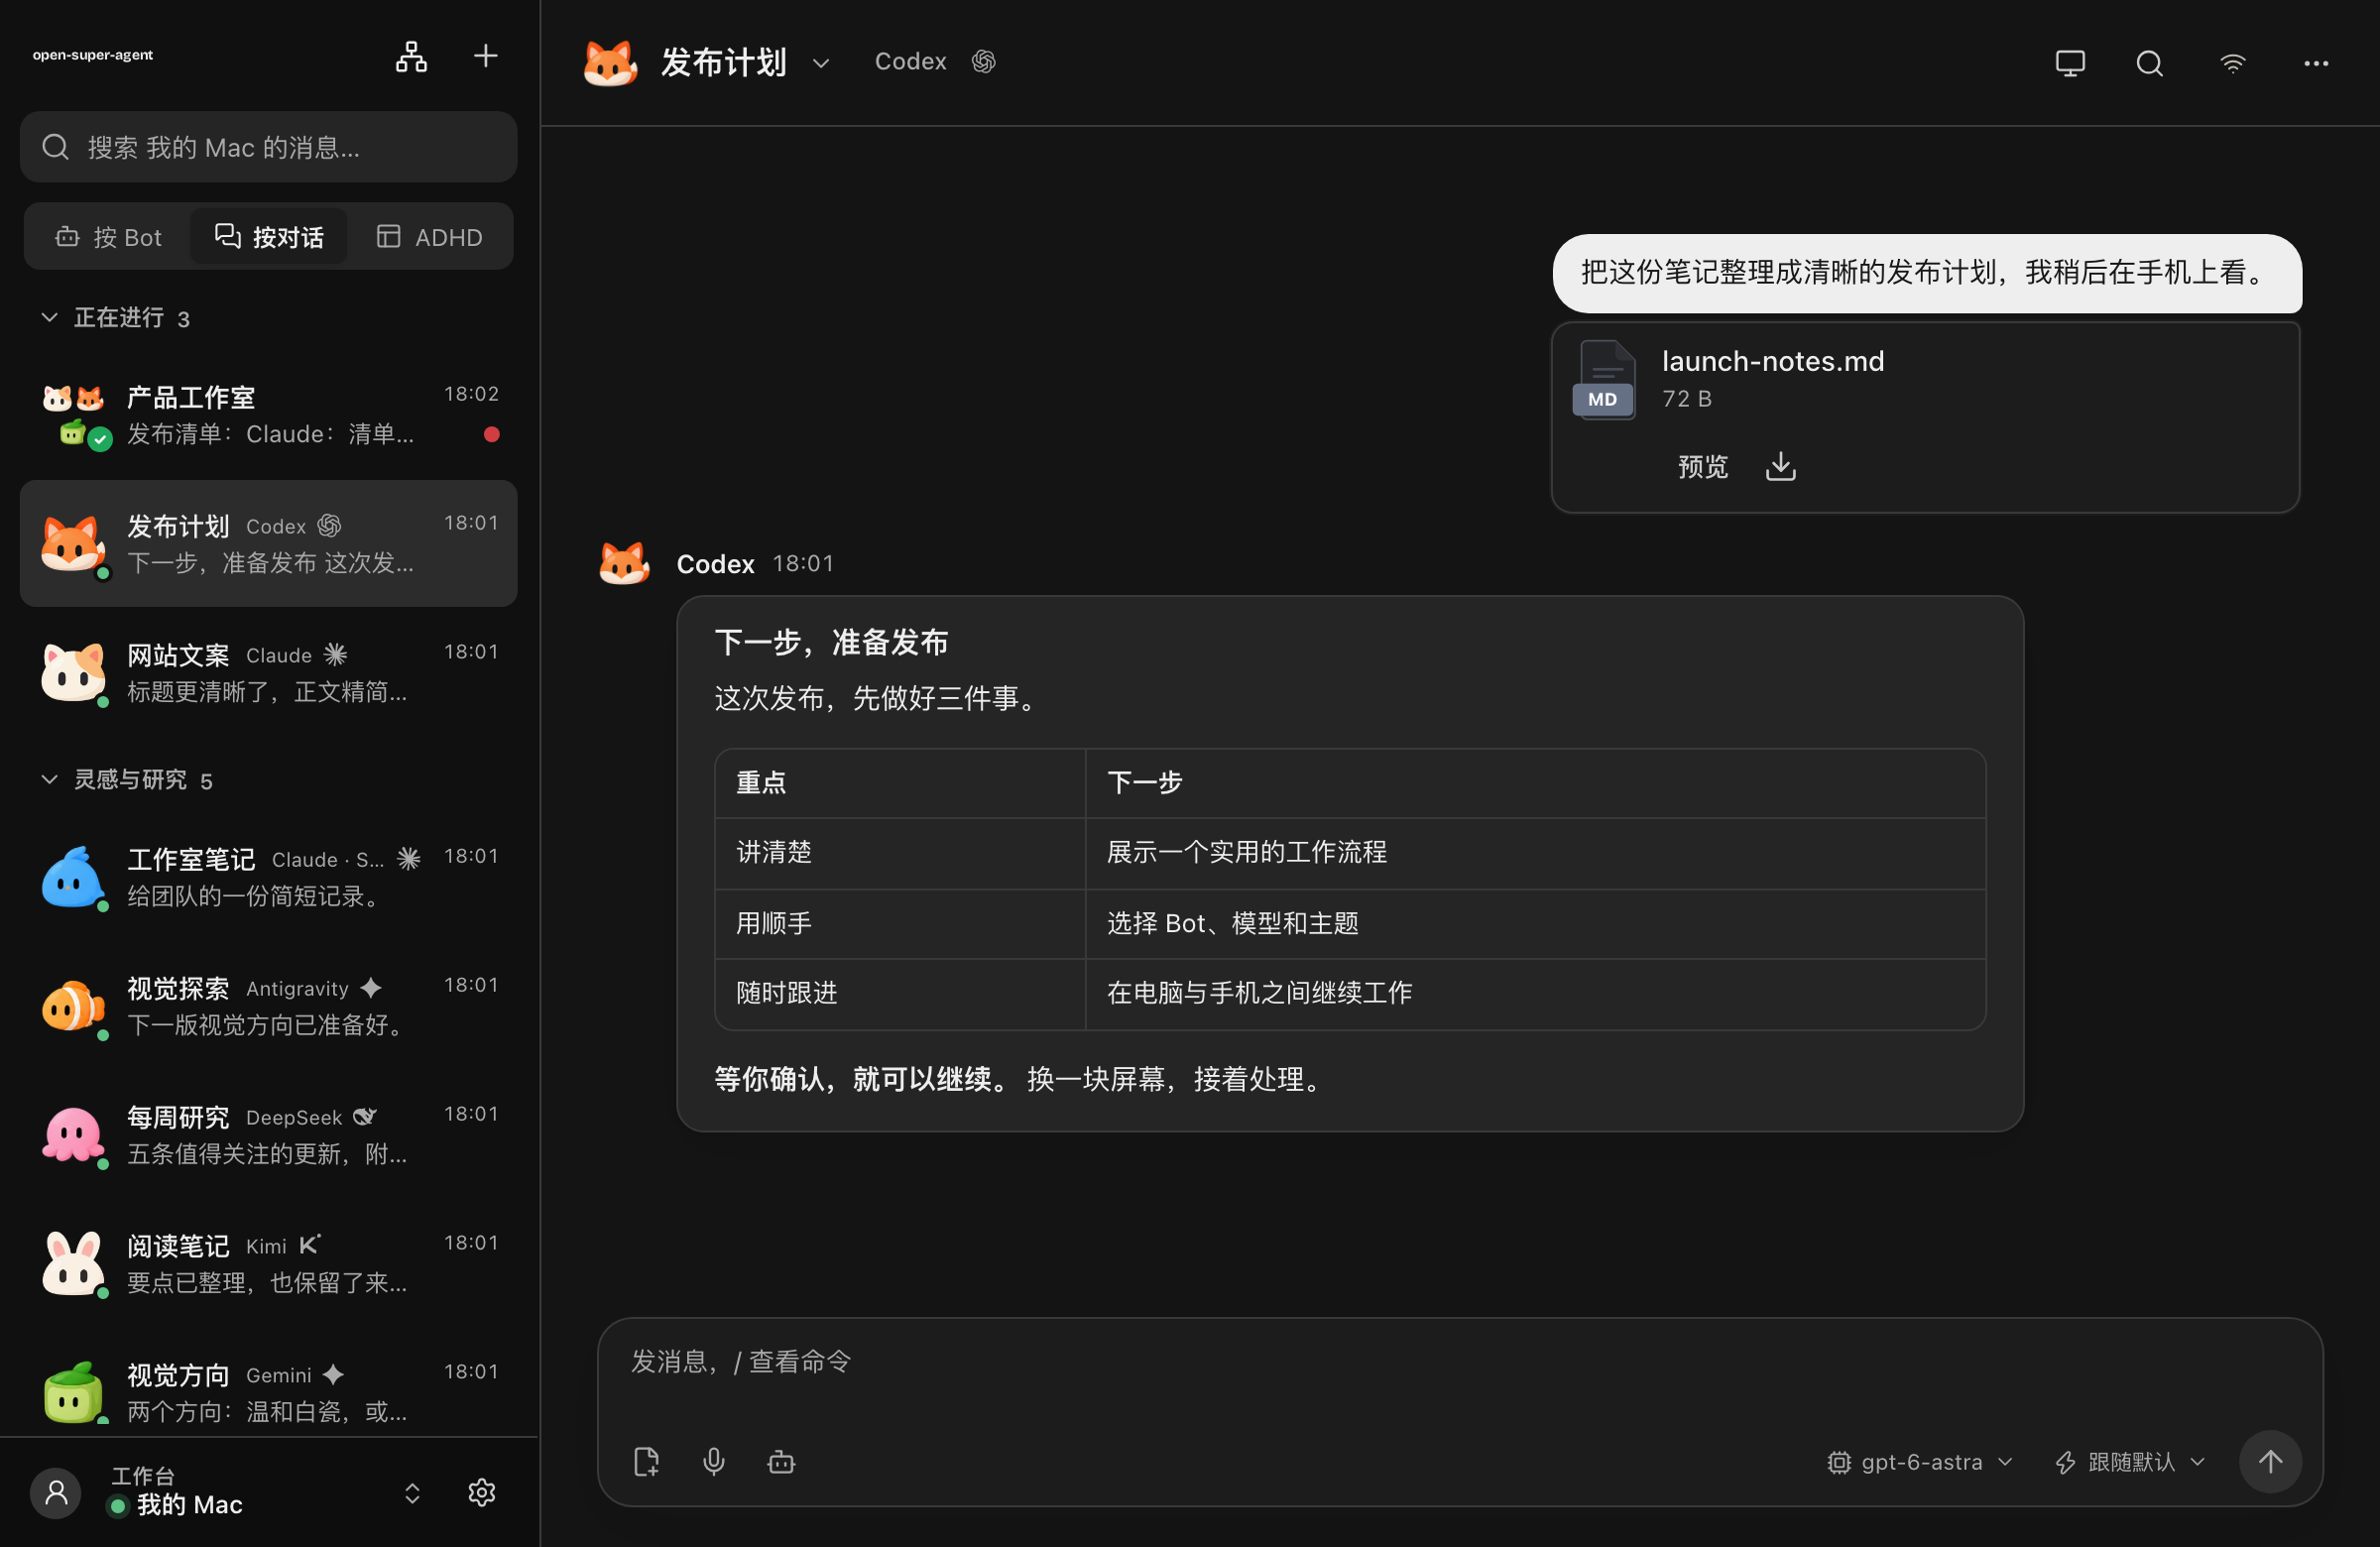 open-super-agent
搜索 我的 Mac 的消息...
按 Bot
按对话
ADHD
正在进行 3
产品工作室 18:02
发布清单：Claude：清单...
发布计划 Codex 18:01
下一步，准备发布 这次发...
网站文案 Claude 18:01
标题更清晰了，正文精简...
灵感与研究 5
工作室笔记 Claude · S... 18:01
给团队的一份简短记录。
视觉探索 Antigravity 18:01
下一版视觉方向已准备好。
每周研究 DeepSeek 18:01
五条值得关注的更新，附...
阅读笔记 Kimi 18:01
要点已整理，也保留了来...
视觉方向 Gemini 18:01
两个方向：温和白瓷，或...
工作台
我的 Mac
发布计划 Codex
把这份笔记整理成清晰的发布计划，我稍后在手机上看。
launch-notes.md
MD
72 B
预览
Codex 18:01
下一步，准备发布
这次发布，先做好三件事。
重点 下一步
讲清楚 展示一个实用的工作流程
用顺手 选择 Bot、模型和主题
随时跟进 在电脑与手机之间继续工作
等你确认，就可以继续。 换一块屏幕，接着处理。
发消息，/ 查看命令
gpt-6-astra
跟随默认